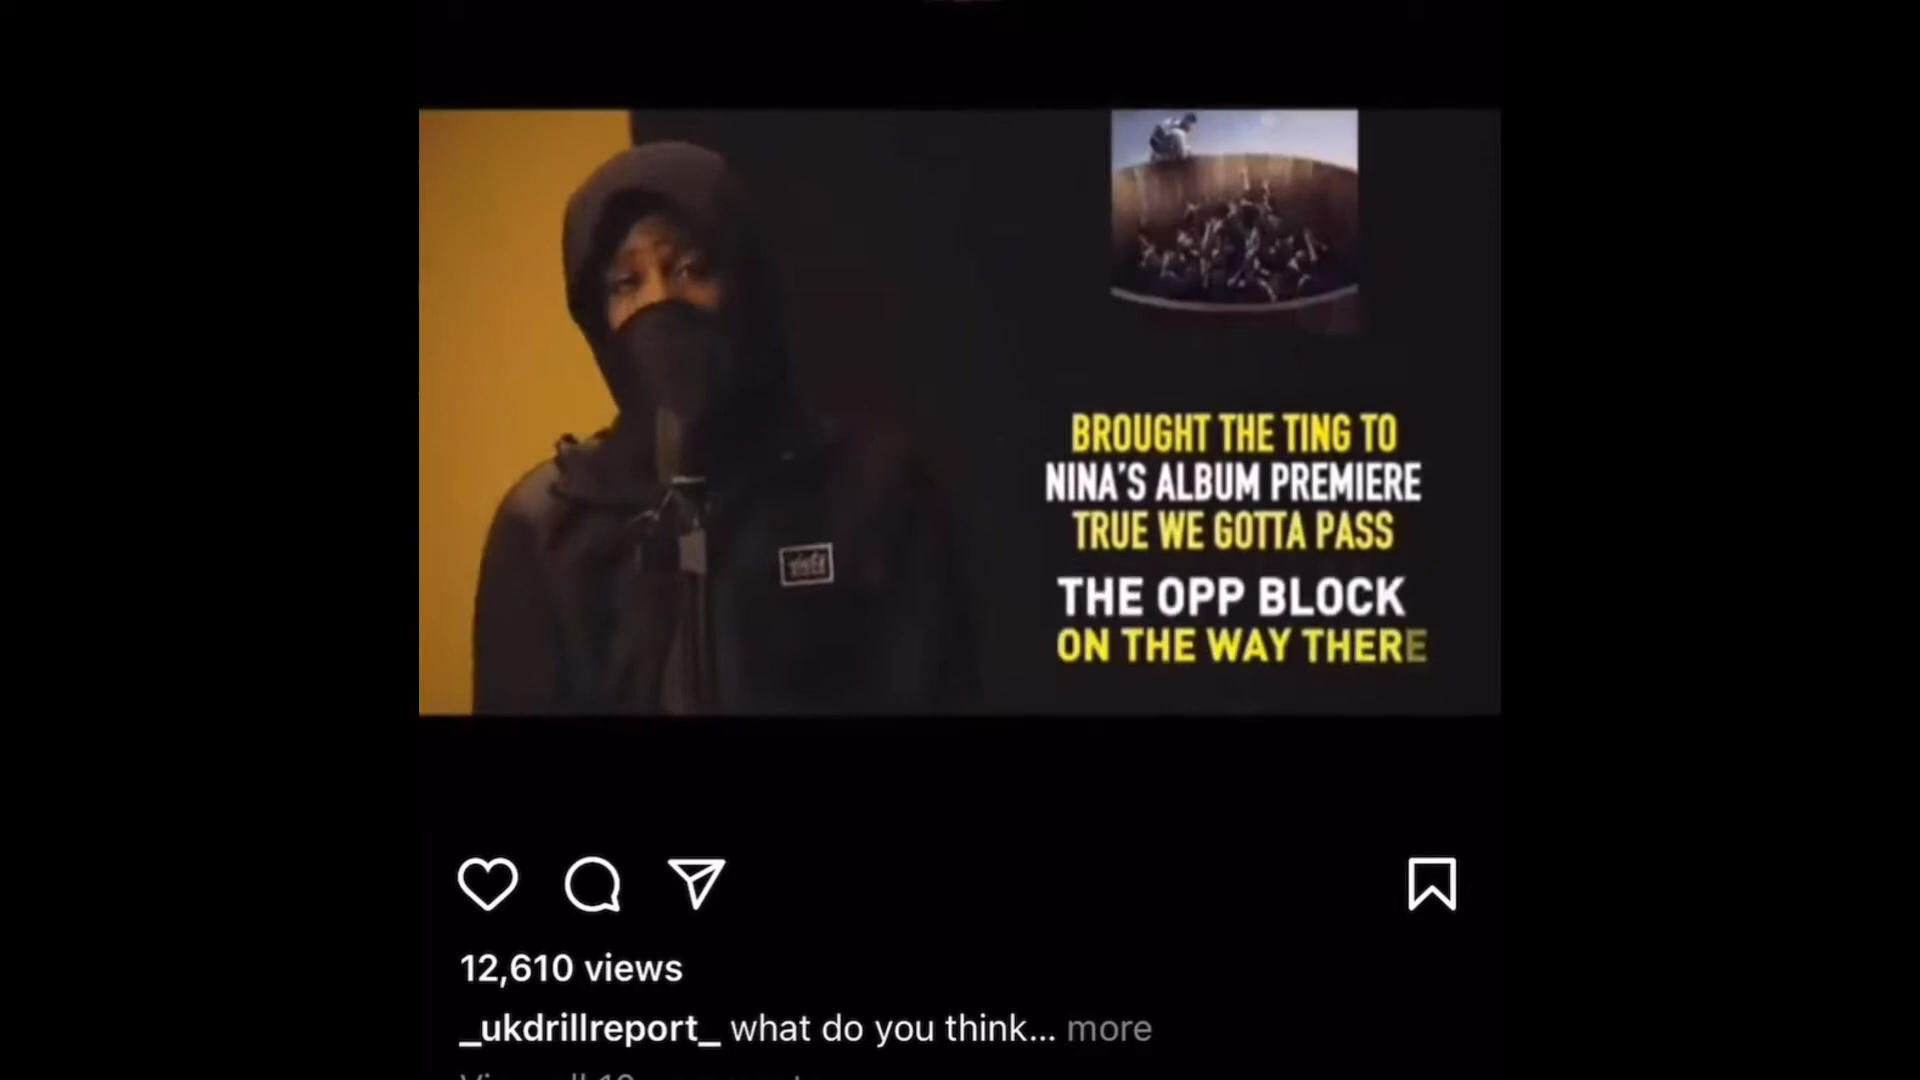 BROUGHT THE TING TO
NINA'S ALBUM PREMIERE
TRUE WE GOTTA PASS
THE OPP BLOCK
ON THE WAY THERE
12,610 views
_ukdrillreport_ what do you think... more